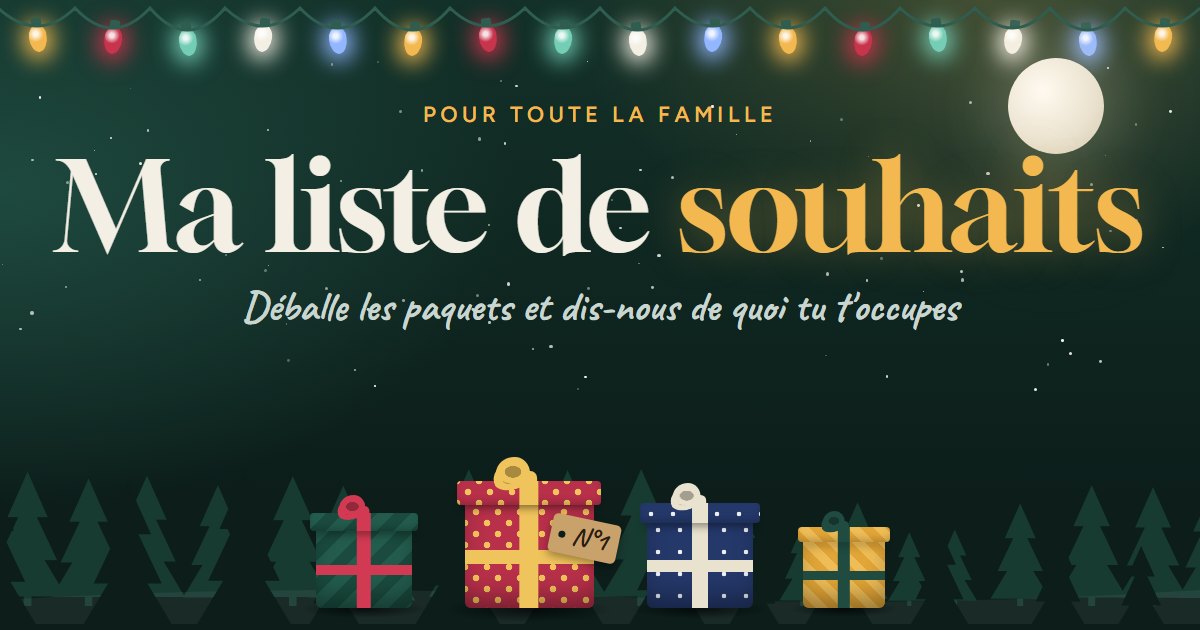 POUR TOUTE LA FAMILLE
Ma liste de souhaits
Déballe les paquets et dis-nous de quoi tu t'occupes
N°1